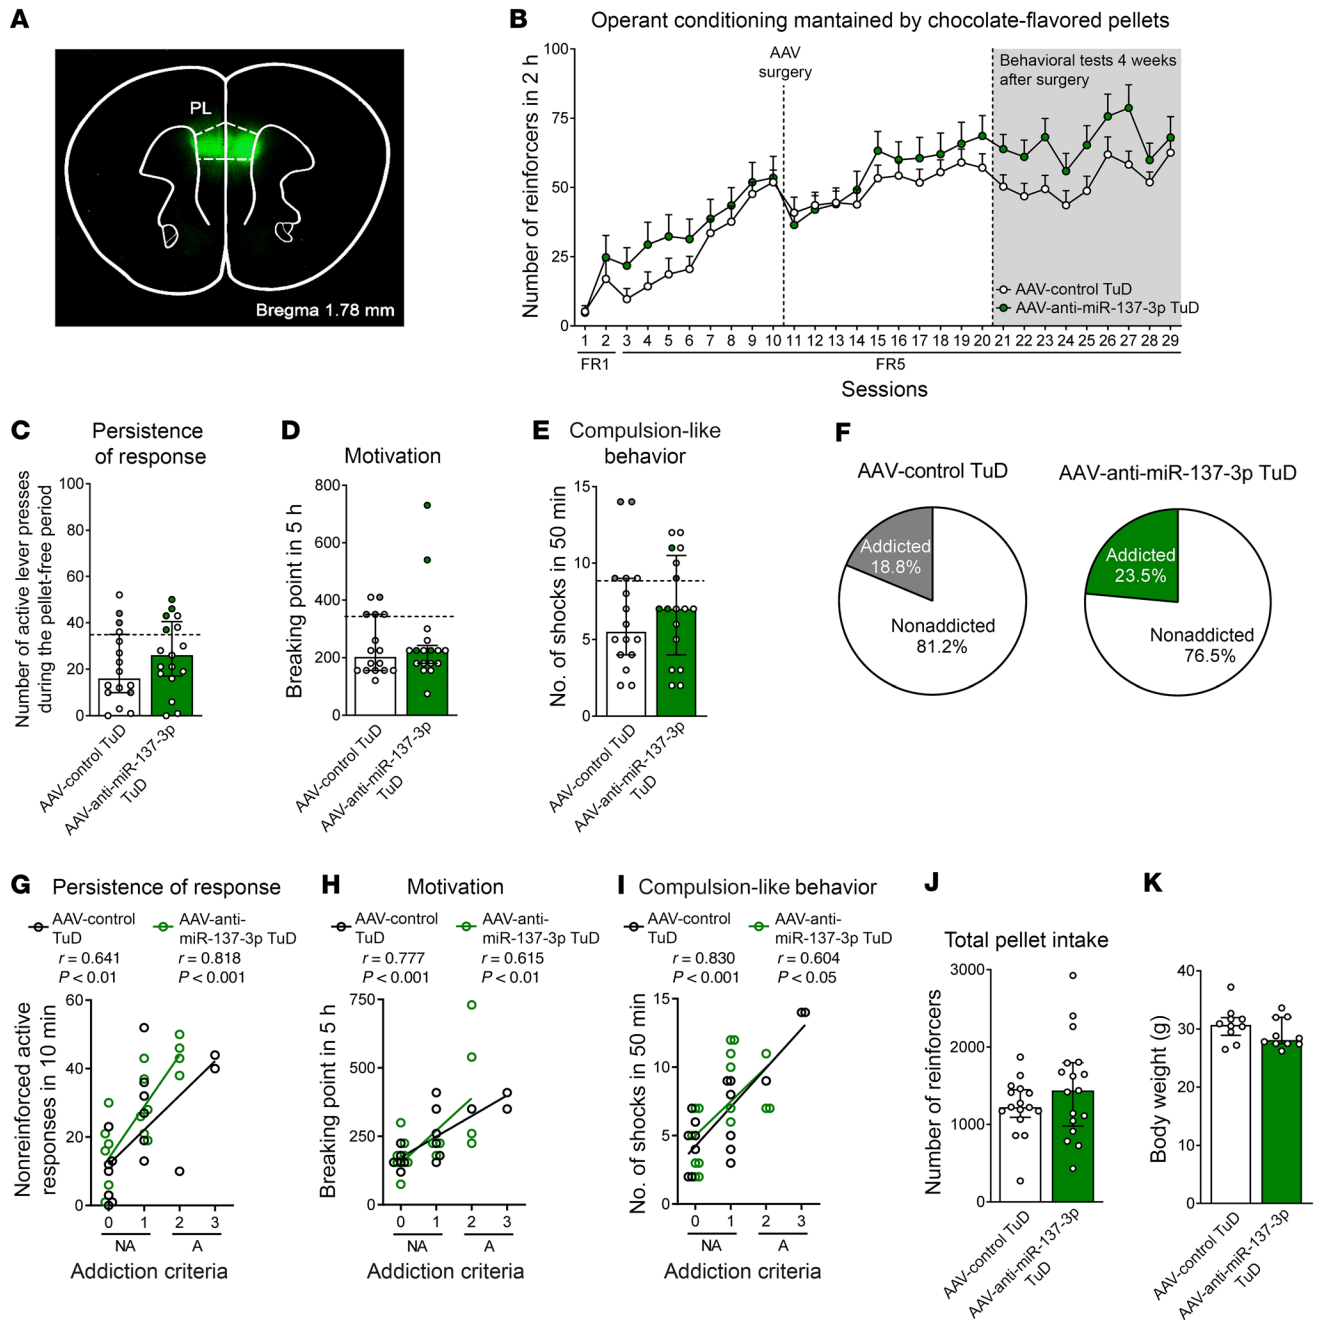 A
PL
Bregma 1.78 mm
B
Operant conditioning mantained by chocolate-flavored pellets
Number of reinforcers in 2 h
100
75
50
25
0
AAV
surgery
Behavioral tests 4 weeks
after surgery
AAV-control TuD
AAV-anti-miR-137-3p TuD
1 2 3 4 5 6 7 8 9 10 11 12 13 14 15 16 17 18 19 20 21 22 23 24 25 26 27 28 29
FR1
FR5
Sessions
C
Persistence
of response
Number of active lever presses
during the pellet-free period
100
80
60
40
20
0
AAV-control TuD
AAV-anti-miR-137-3p
TuD
D
Motivation
Breaking point in 5 h
800
600
400
200
0
AAV-control TuD
AAV-anti-miR-137-3p
TuD
E
Compulsion-like
behavior
No. of shocks in 50 min
15
10
5
0
AAV-control TuD
AAV-anti-miR-137-3p
TuD
F
AAV-control TuD
Addicted
18.8%
Nonaddicted
81.2%
AAV-anti-miR-137-3p TuD
Addicted
23.5%
Nonaddicted
76.5%
G
Persistence of response
AAV-control
TuD
r = 0.641
P < 0.01
AAV-anti-
miR-137-3p TuD
r = 0.818
P < 0.001
Nonreinforced active
responses in 10 min
60
40
20
0
0 1 2 3
NA A
Addiction criteria
H
Motivation
AAV-control
TuD
r = 0.777
P < 0.001
AAV-anti-
miR-137-3p TuD
r = 0.615
P < 0.01
Breaking point in 5 h
750
500
250
0
0 1 2 3
NA A
Addiction criteria
I
Compulsion-like behavior
AAV-control
TuD
r = 0.830
P < 0.001
AAV-anti-
miR-137-3p TuD
r = 0.604
P < 0.05
No. of shocks in 50 min
15
10
5
0
0 1 2 3
NA A
Addiction criteria
J
Total pellet intake
Number of reinforcers
3000
2000
1000
0
AAV-control TuD
AAV-anti-miR-137-3p
TuD
K
Body weight (g)
40
30
20
10
0
AAV-control TuD
AAV-anti-miR-137-3p
TuD